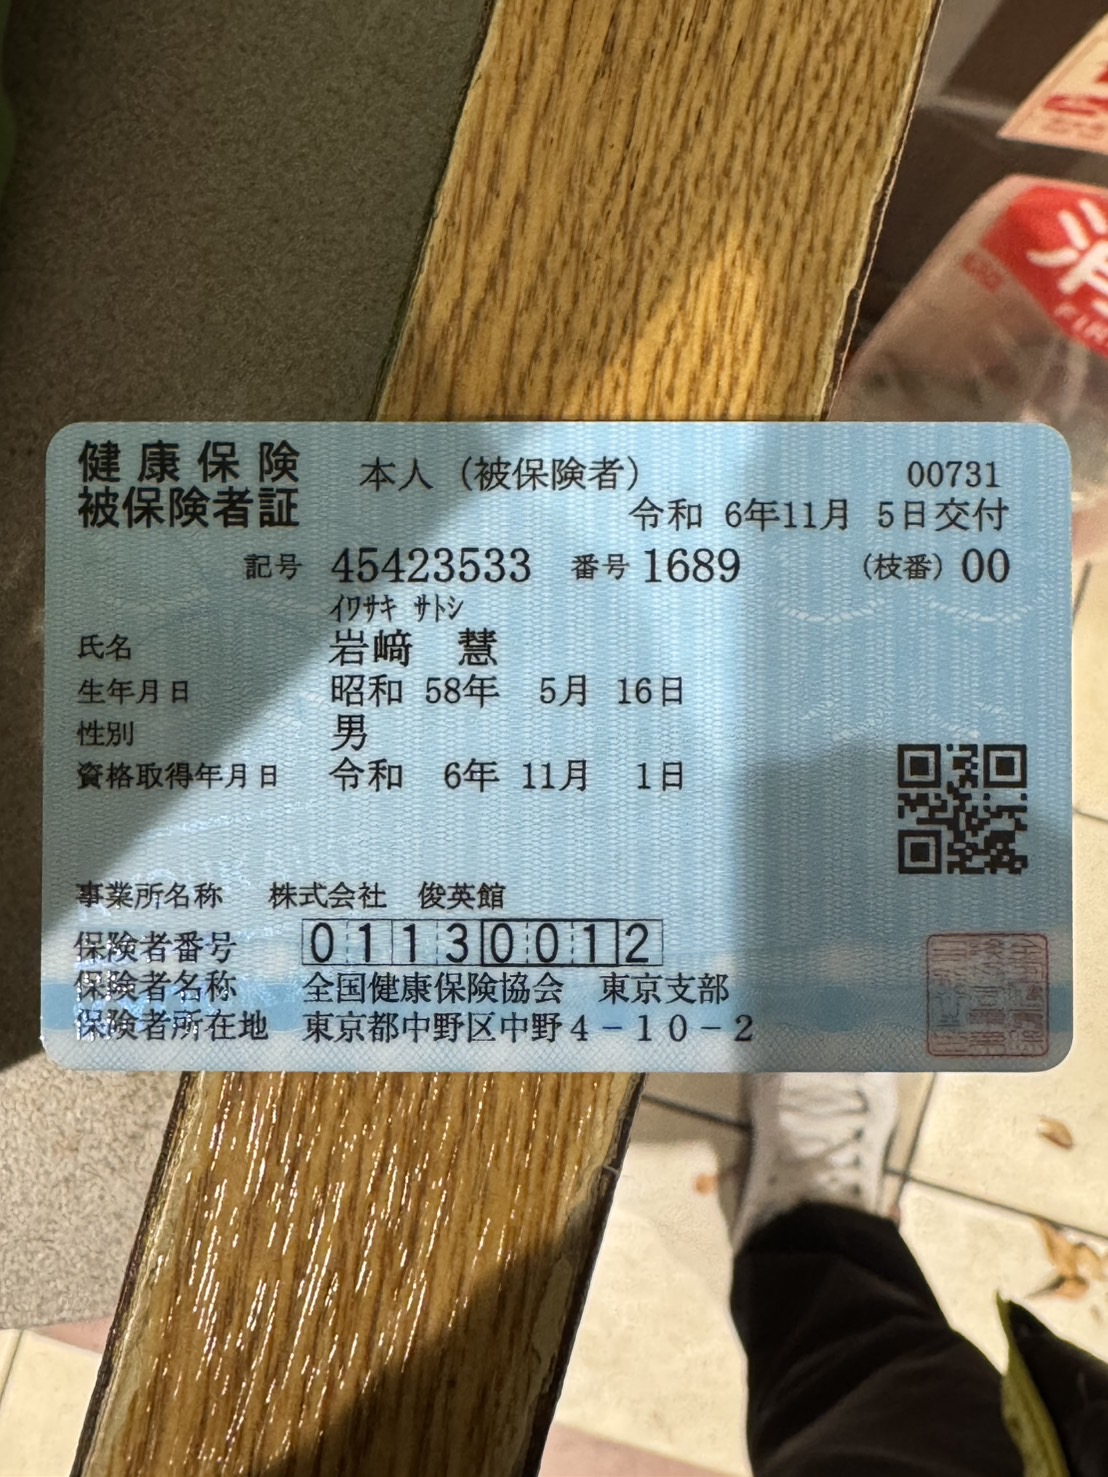 健康保険
被保険者証
本人（被保険者）
00731
令和 6年11月 5日交付
記号 45423533 番号 1689 （枝番）00
ｲﾜｻｷ ｻﾄｼ
氏名 岩﨑 慧
生年月日 昭和 58年 5月 16日
性別 男
資格取得年月日 令和 6年 11月 1日
事業所名称 株式会社 俊英館
保険者番号 01130012
保険者名称 全国健康保険協会 東京支部
保険者所在地 東京都中野区中野４－１０－２